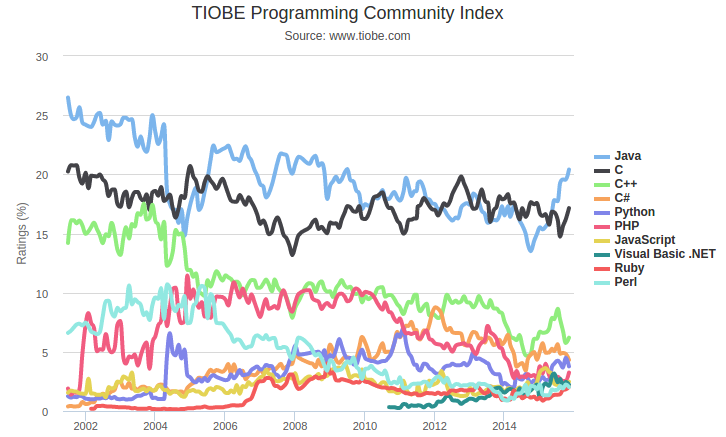 TIOBE Programming Community Index
Source: www.tiobe.com
30
25
20
15
10
5
0
Ratings (%)
2002 2004 2006 2008 2010 2012 2014
Java
C
C++
C#
Python
PHP
JavaScript
Visual Basic .NET
Ruby
Perl